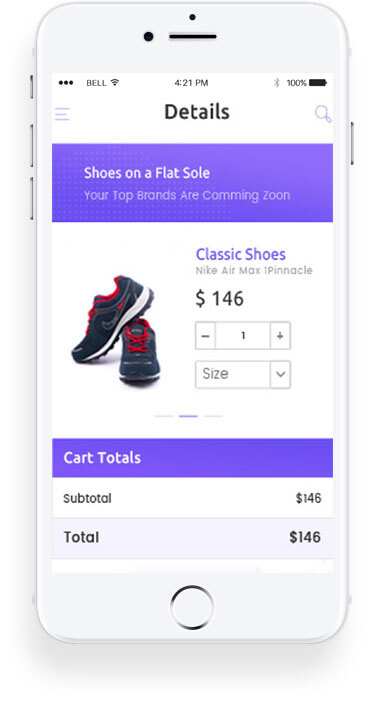 BELL 4:21 PM 100%
Details
Shoes on a Flat Sole
Your Top Brands Are Comming Zoon
Classic Shoes
Nike Air Max 1Pinnacle
$ 146
− 1 +
Size
Cart Totals
Subtotal $146
Total $146